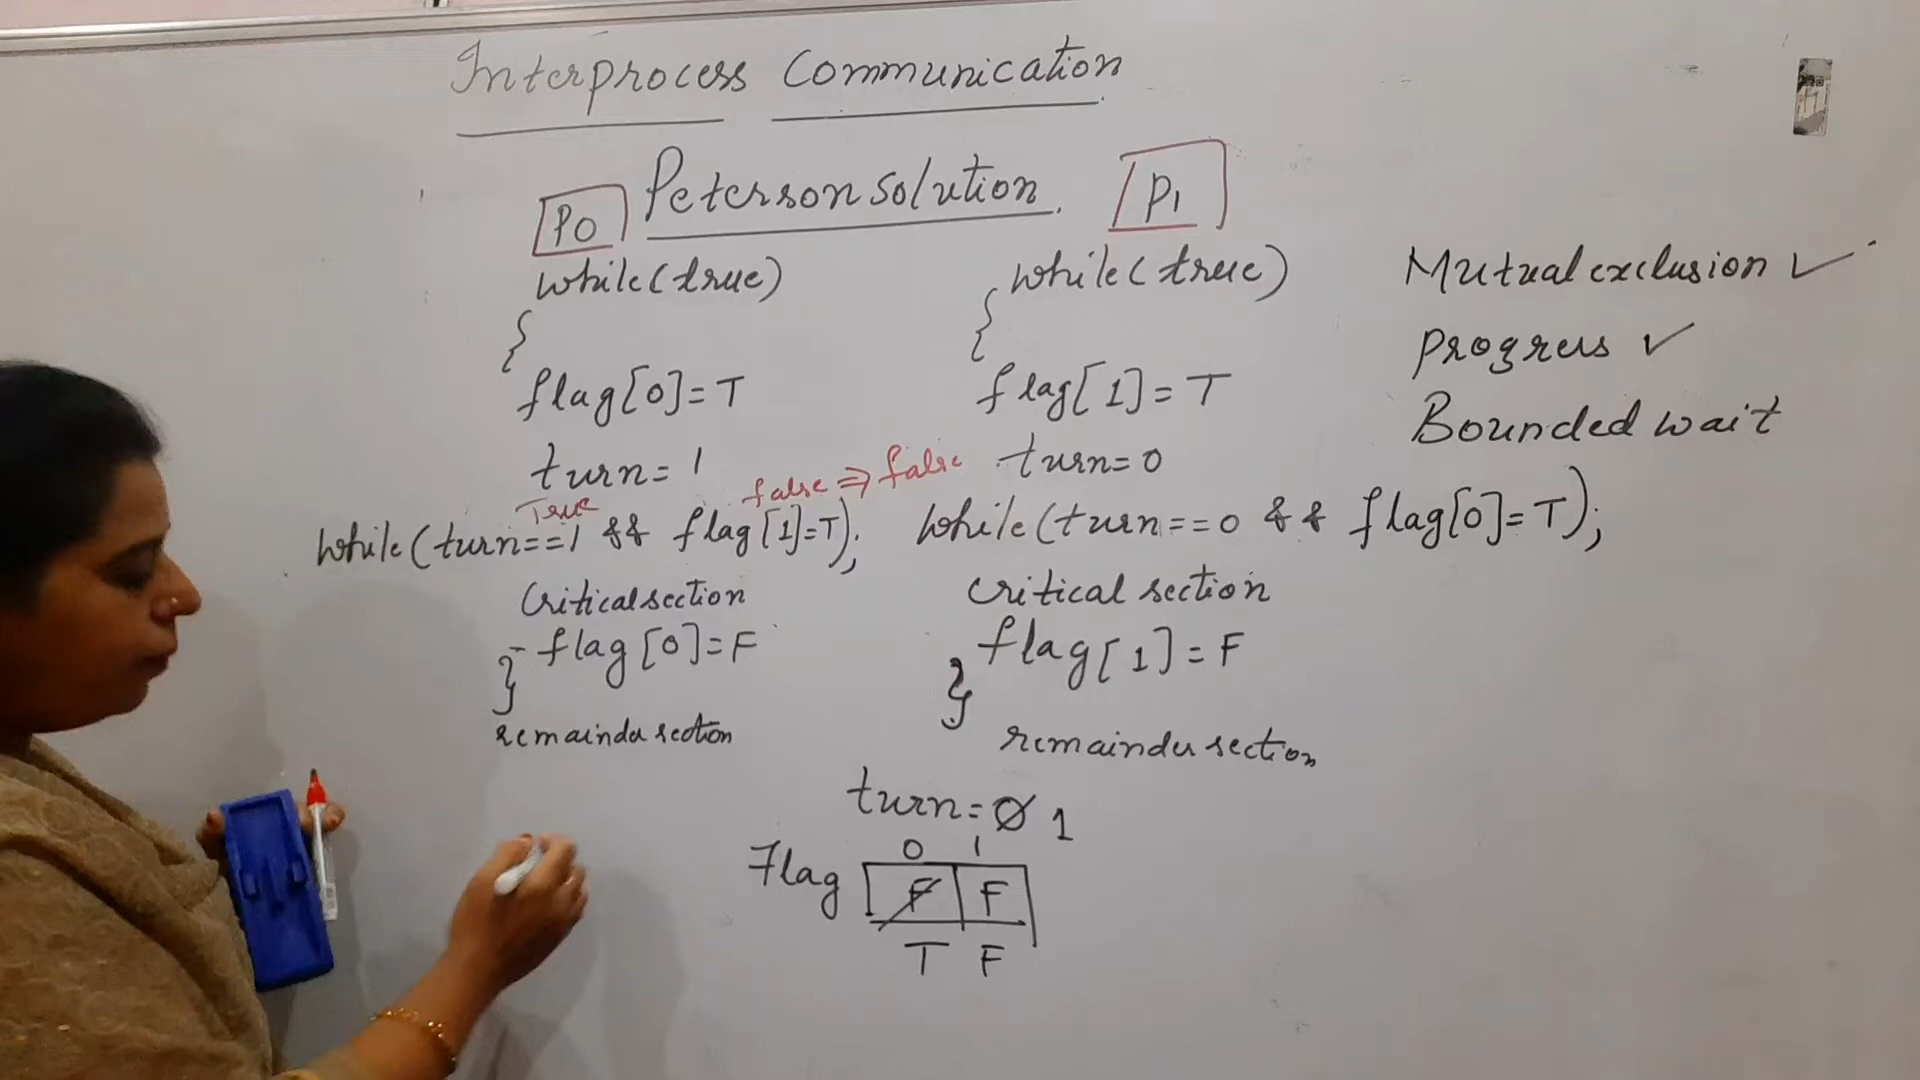 Interprocess Communication
Peterson solution.
P0
P1
while(true)
{
flag[0]=T
turn=1
True
false => false
while(turn==1 && flag[1]=T);
Critical section
flag[0]=F
}
remainder section
while(true)
{
flag[1]=T
turn=0
while(turn==0 && flag[0]=T);
critical section
flag[1]=F
}
remainder section
Mutual exclusion ✓
progress ✓
Bounded wait
turn=0 1
0 1
Flag F F
T F